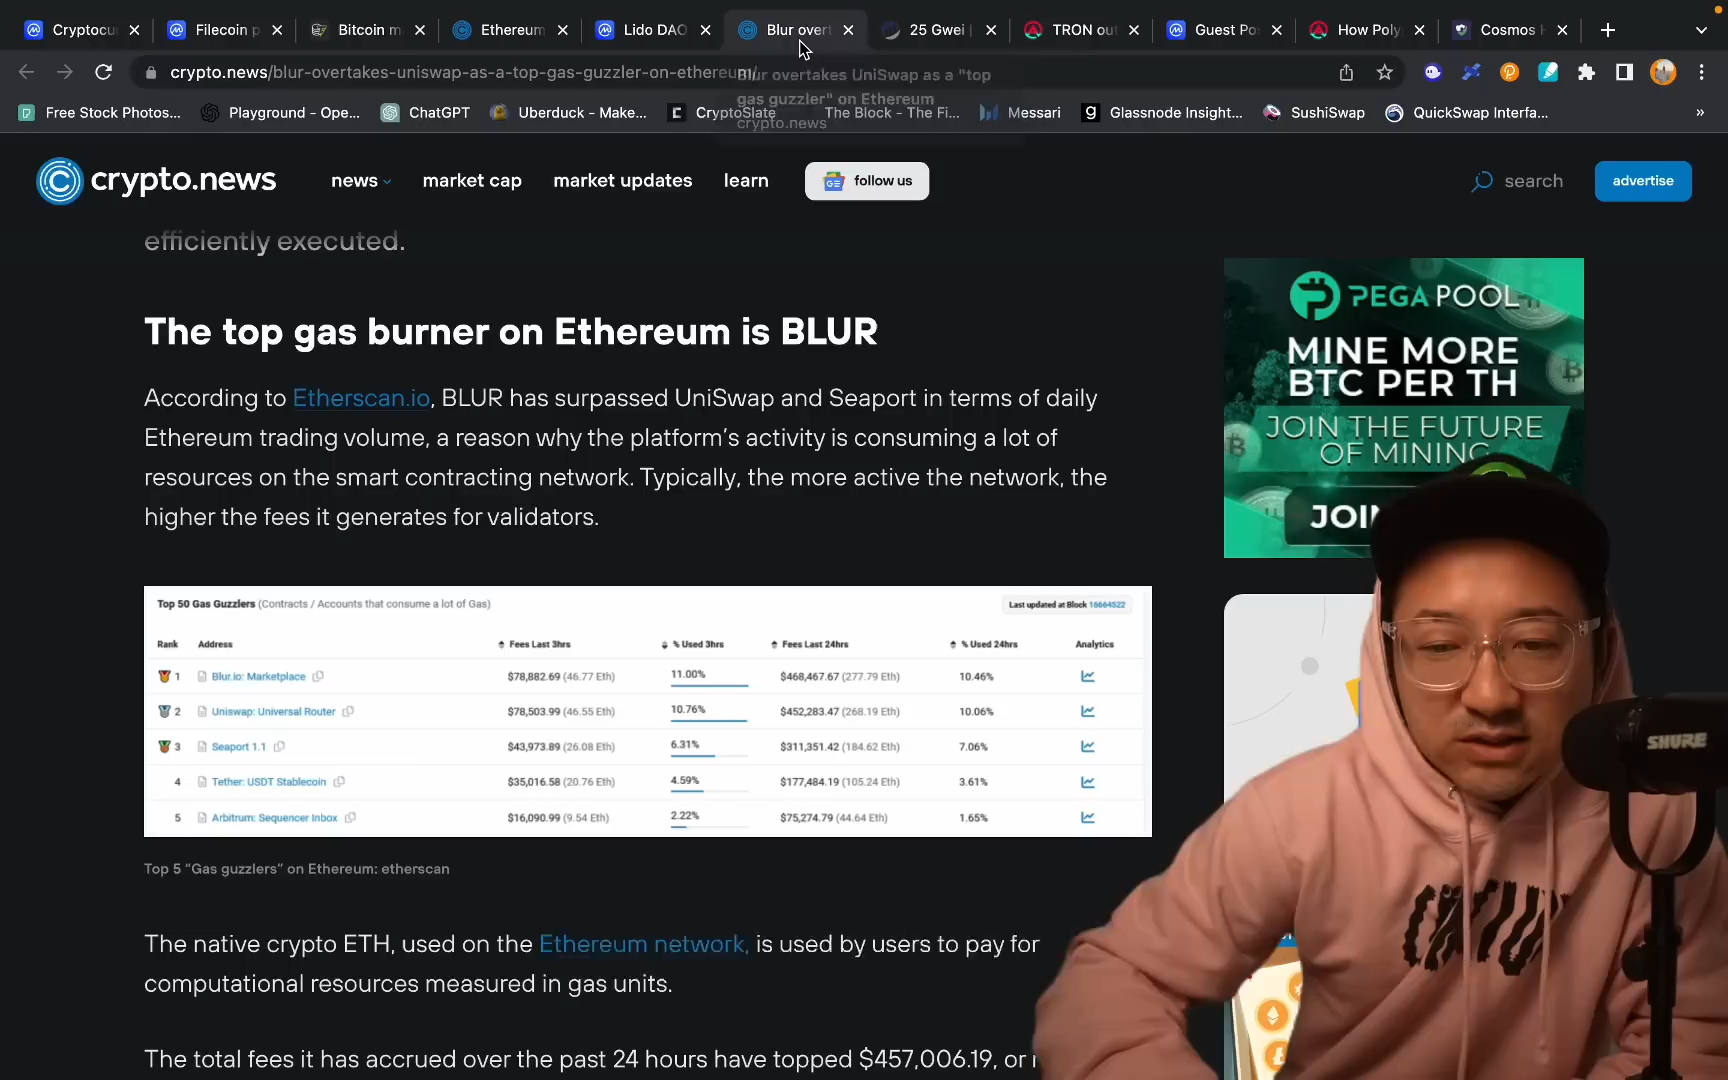 Cryptocu
Filecoin p
Bitcoin m
Ethereum
Lido DAO
Blur overt
25 Gwei |
TRON out
Guest Po
How Poly
Cosmos H
crypto.news/blur-overtakes-uniswap-as-a-top-gas-guzzler-on-ethereum/
Blur overtakes UniSwap as a "top
gas guzzler" on Ethereum
crypto.news
Free Stock Photos...
Playground - Ope...
ChatGPT
Uberduck - Make...
CryptoSlate
The Block - The Fi...
Messari
Glassnode Insight...
SushiSwap
QuickSwap Interfa...
»
crypto.news
news
market cap
market updates
learn
GE follow us
search
advertise
efficiently executed.
The top gas burner on Ethereum is BLUR
According to Etherscan.io, BLUR has surpassed UniSwap and Seaport in terms of daily
Ethereum trading volume, a reason why the platform's activity is consuming a lot of
resources on the smart contracting network. Typically, the more active the network, the
higher the fees it generates for validators.
Top 50 Gas Guzzlers (Contracts / Accounts that consume a lot of Gas)
Last updated at Block 16664522
Rank Address Fees Last 3hrs % Used 3hrs Fees Last 24hrs % Used 24hrs Analytics
1 Blur.io: Marketplace $78,882.69 (46.77 Eth) 11.00% $468,467.67 (277.79 Eth) 10.46%
2 Uniswap: Universal Router $78,503.99 (46.55 Eth) 10.76% $452,283.47 (268.19 Eth) 10.06%
3 Seaport 1.1 $43,973.89 (26.08 Eth) 6.31% $311,351.42 (184.62 Eth) 7.06%
4 Tether: USDT Stablecoin $35,016.58 (20.76 Eth) 4.59% $177,484.19 (105.24 Eth) 3.61%
5 Arbitrum: Sequencer Inbox $16,090.99 (9.54 Eth) 2.22% $75,274.79 (44.64 Eth) 1.65%
Top 5 “Gas guzzlers” on Ethereum: etherscan
The native crypto ETH, used on the Ethereum network, is used by users to pay for
computational resources measured in gas units.
The total fees it has accrued over the past 24 hours have topped $457,006.19, or
PEGA POOL
MINE MORE
BTC PER TH
JOIN THE FUTURE
OF MINING
JOIN
SHURE